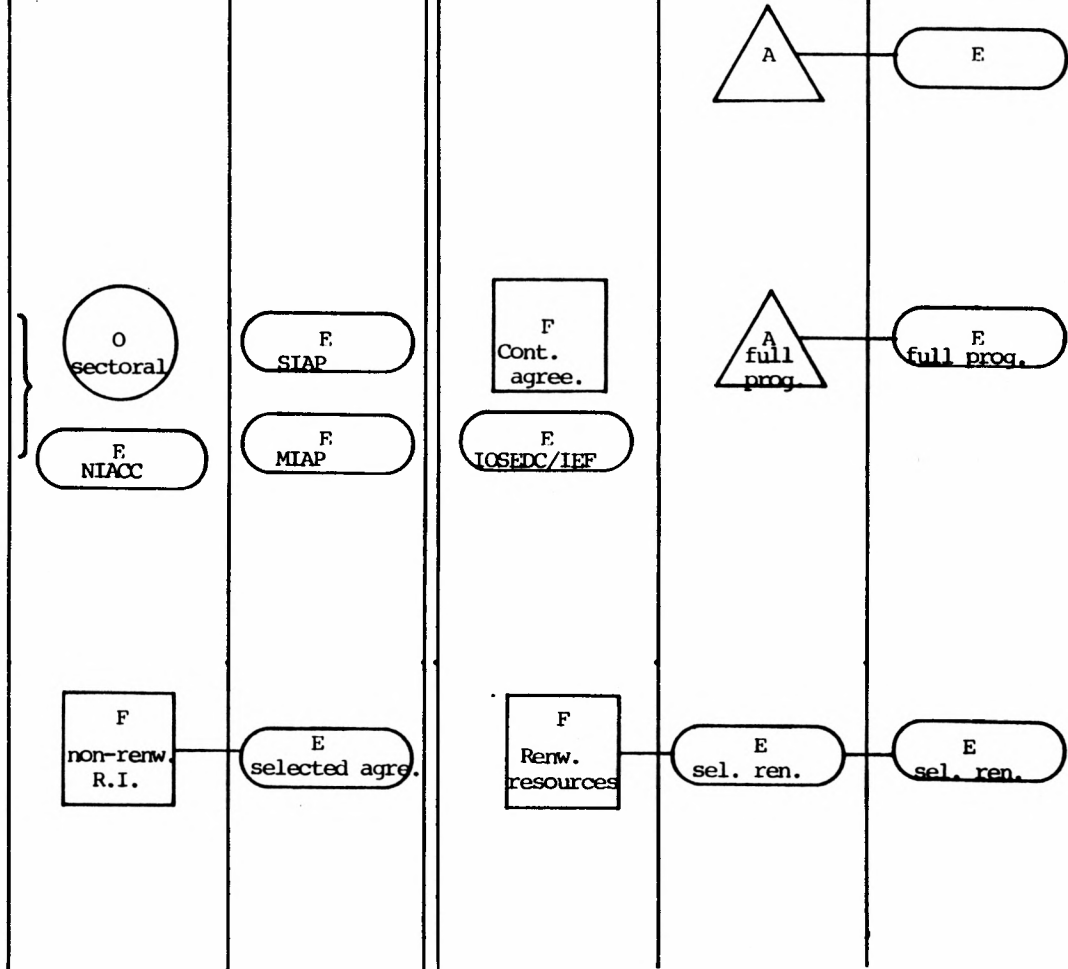 A
E
O
sectoral
E
SIAP
F
Cont.
agree.
A
full
prog.
E
full prog.
E
NIACC
E
MIAP
E
IOSEDC/IEF
F
non-renw.
R.I.
E
selected agre.
F
Renw.
resources
E
sel. ren.
E
sel. ren.